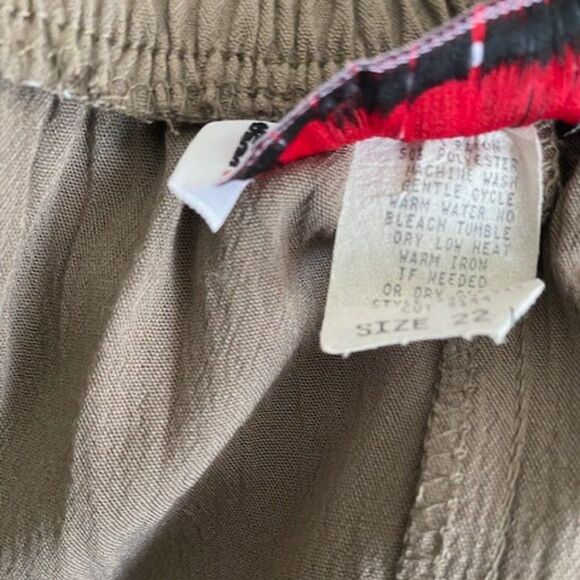 POLYESTER
MACHINE WASH
GENTLE CYCLE
WARM WATER NO
BLEACH TUMBLE
DRY LOW HEAT
WARM IRON
IF NEEDED
OR DRY
SIZE 22